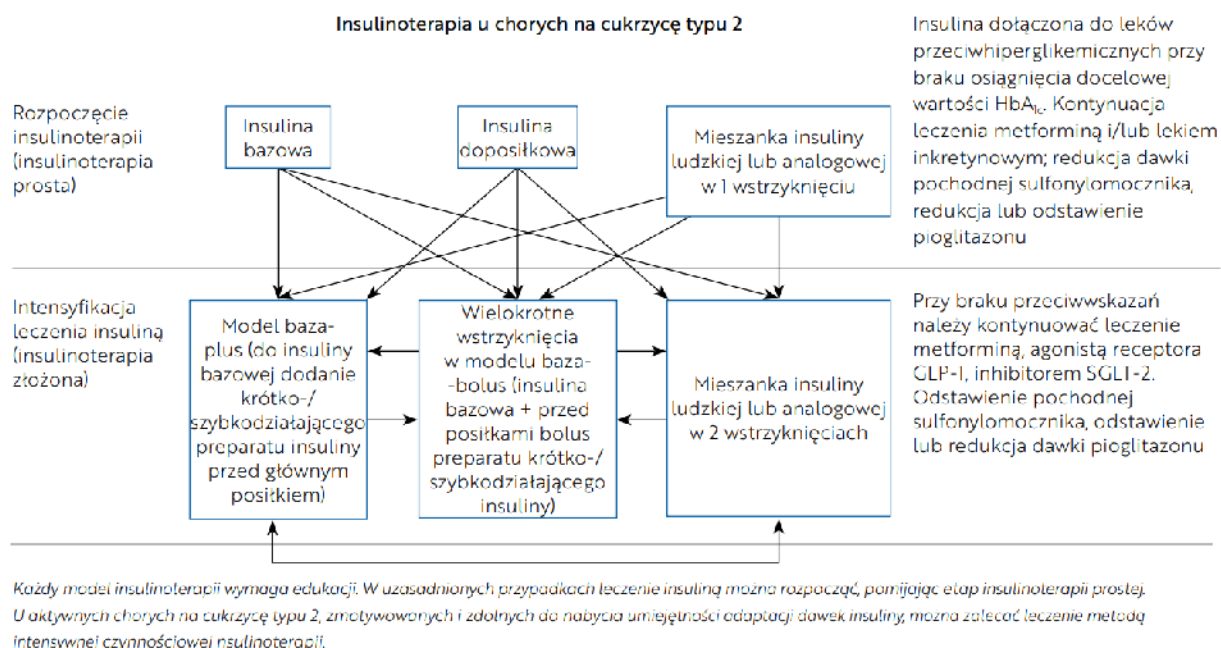 Insulinoterapia u chorych na cukrzycę typu 2
Rozpoczęcie
insulinoterapii
(insulinoterapia
prosta)
Insulina
bazowa
Insulina
doposiłkowa
Mieszanka insuliny
ludzkiej lub analogowej
w 1 wstrzyknięciu
Insulina dołączona do leków
przeciwhiperglikemicznych przy
braku osiągnięcia docelowej
wartości HbA1c. Kontynuacja
leczenia metforminą i/lub lekiem
inkretynowym; redukcja dawki
pochodnej sulfonylomocznika,
redukcja lub odstawienie
pioglitazonu
Intensyfikacja
leczenia insuliną
(insulinoterapia
złożona)
Model baza-
plus (do insuliny
bazowej dodanie
krótko-/
szybkodziałającego
preparatu insuliny
przed głównym
posiłkiem)
Wielokrotne
wstrzyknięcia
w modelu baza-
-bolus (insulina
bazowa + przed
posiłkami bolus
preparatu krótko-/
szybkodziałającego
insuliny)
Mieszanka insuliny
ludzkiej lub analogowej
w 2 wstrzyknięciach
Przy braku przeciwwskazań
należy kontynuować leczenie
metforminą, agonistą receptora
GLP-1, inhibitorem SGLT-2.
Odstawienie pochodnej
sulfonylomocznika, odstawienie
lub redukcja dawki pioglitazonu
Każdy model insulinoterapii wymaga edukacji. W uzasadnionych przypadkach leczenie insuliną można rozpocząć, pomijając etap insulinoterapii prostej.
U aktywnych chorych na cukrzycę typu 2, zmotywowanych i zdolnych do nabycia umiejętności adaptacji dawek insuliny, można zalecać leczenie metodą
intensywnej czynnościowej nsulinoterapii.